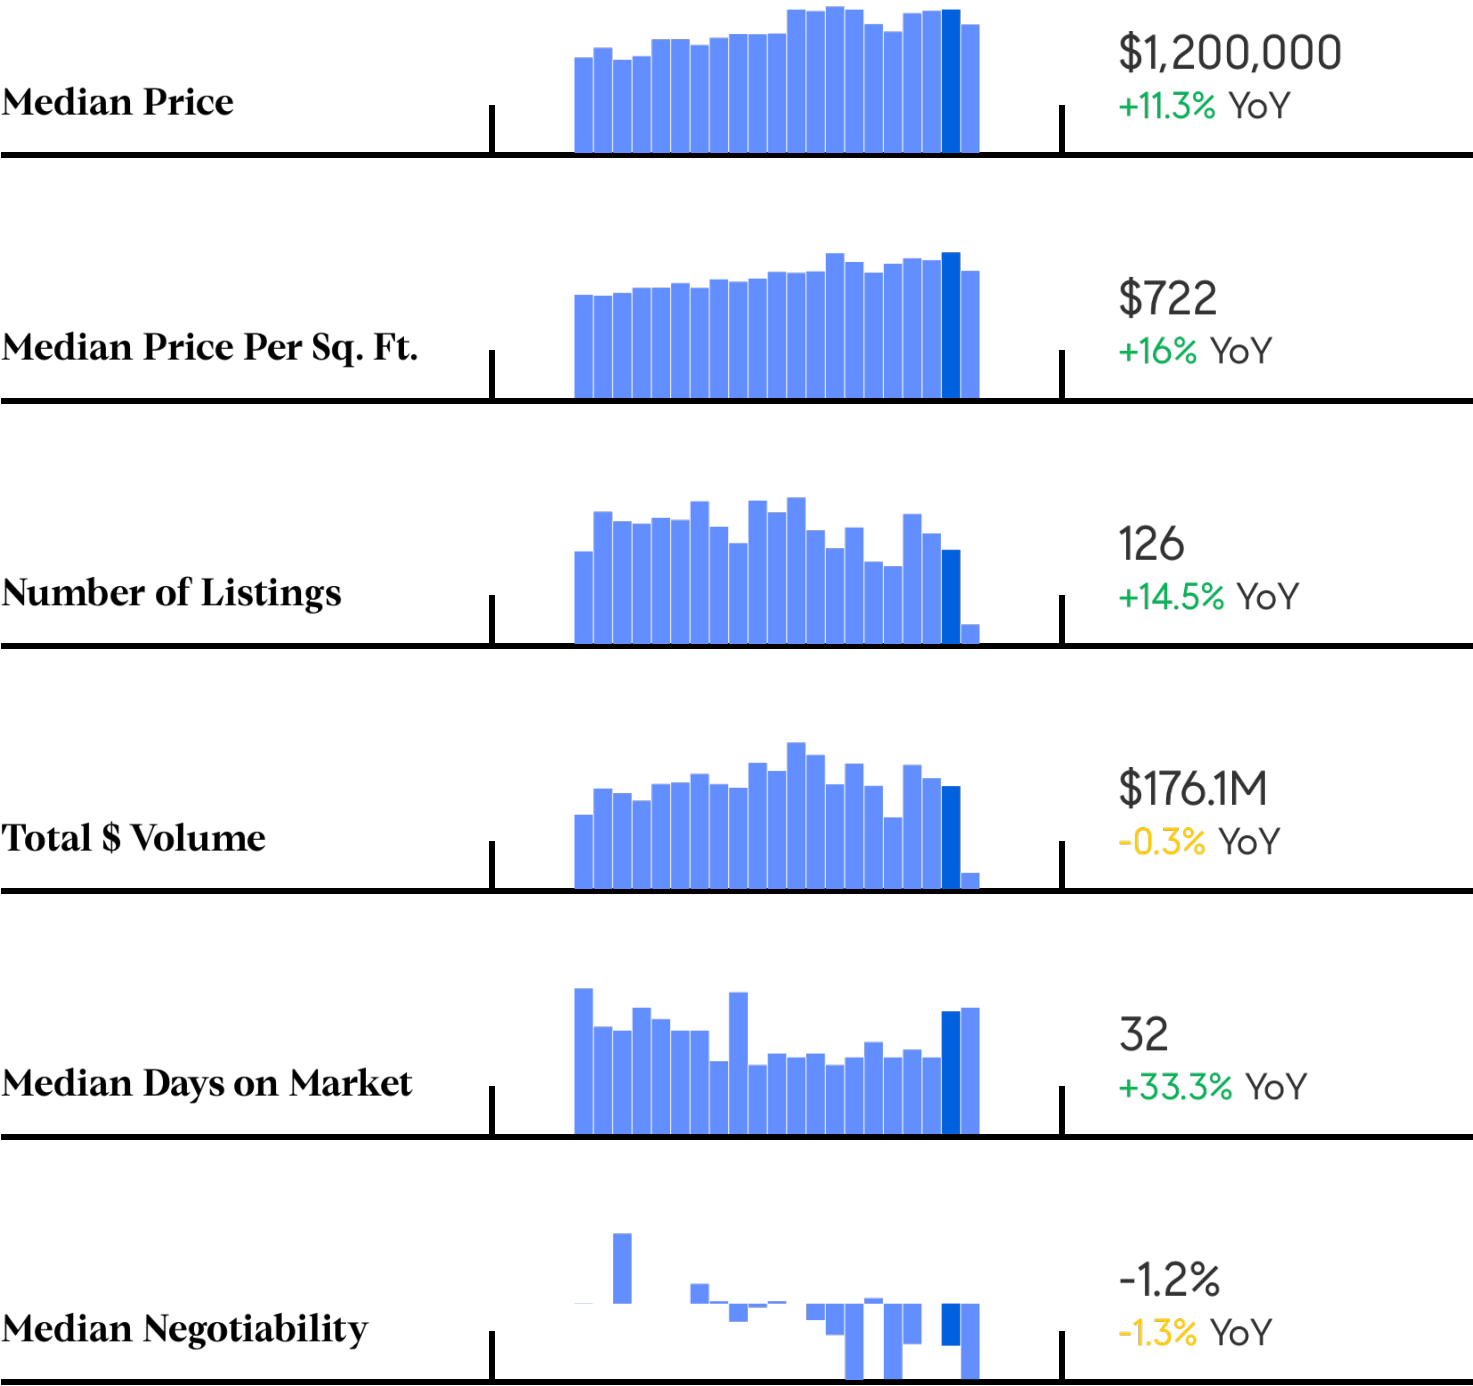 $1,200,000
Median Price
+11.3% YoY
$722
Median Price Per Sq. Ft.
+16% YoY
126
Number of Listings
+14.5% YoY
$176.1M
Total $ Volume
-0.3% YoY
32
Median Days on Market
+33.3% YoY
-1.2%
Median Negotiability
-1.3% YoY